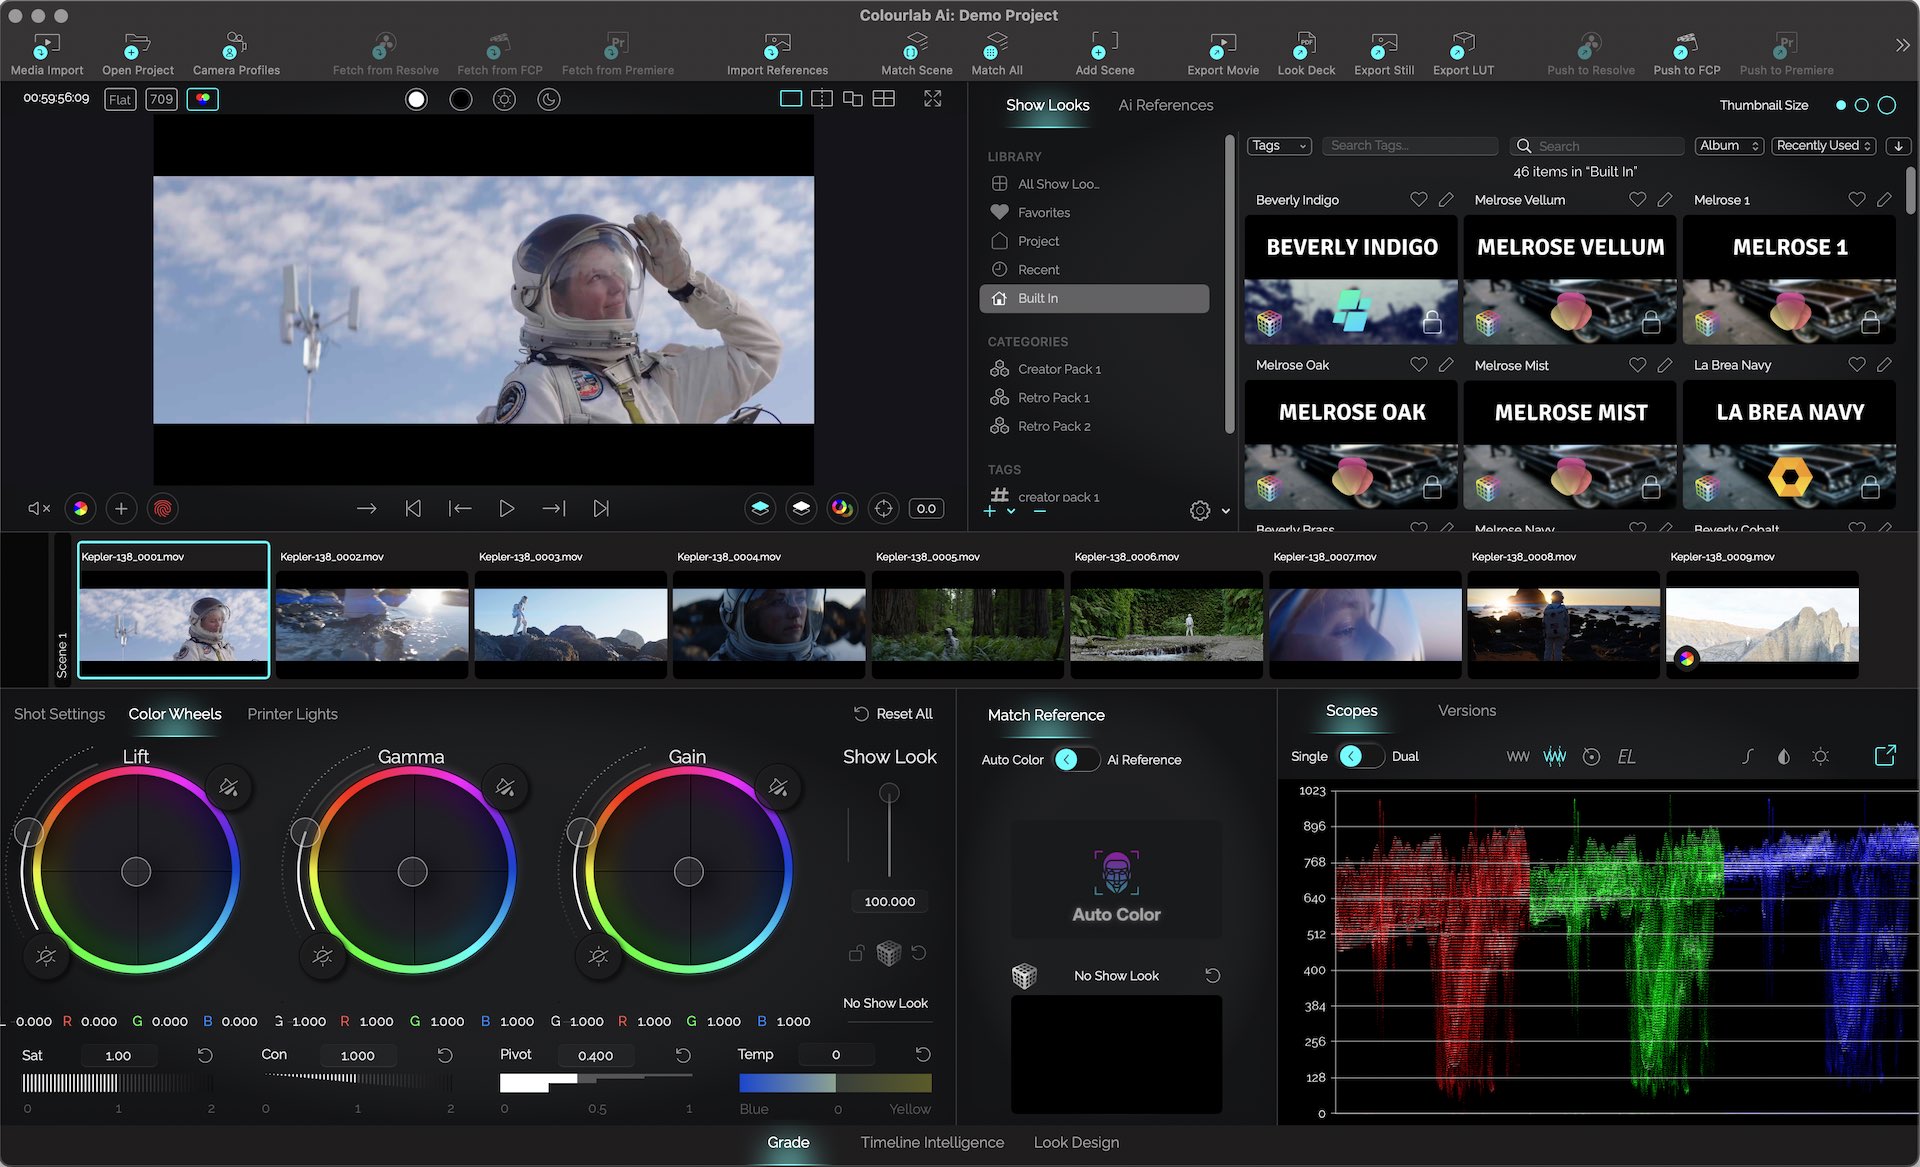 Colourlab Ai: Demo Project
Media Import
Open Project
Camera Profiles
Fetch from Resolve
Fetch from FCP
Fetch from Premiere
Import References
Match Scene
Match All
Add Scene
Export Movie
Look Deck
Export Still
Export LUT
Push to Resolve
Push to FCP
Push to Premiere
00:59:56:09
Flat
709
0.0
Show Looks
Ai References
Thumbnail Size
LIBRARY
All Show Loo...
Favorites
Project
Recent
Built In
CATEGORIES
Creator Pack 1
Retro Pack 1
Retro Pack 2
TAGS
creator pack 1
Tags
Search Tags...
Search
Album
Recently Used
46 items in "Built In"
Beverly Indigo
Melrose Vellum
Melrose 1
BEVERLY INDIGO
MELROSE VELLUM
MELROSE 1
Melrose Oak
Melrose Mist
La Brea Navy
MELROSE OAK
MELROSE MIST
LA BREA NAVY
Beverly Brass
Melrose Navy
Beverly Cobalt
Scene 1
Kepler-138_0001.mov
Kepler-138_0002.mov
Kepler-138_0003.mov
Kepler-138_0004.mov
Kepler-138_0005.mov
Kepler-138_0006.mov
Kepler-138_0007.mov
Kepler-138_0008.mov
Kepler-138_0009.mov
Shot Settings
Color Wheels
Printer Lights
Reset All
Lift
Gamma
Gain
Show Look
100.000
No Show Look
L 0.000 R 0.000 G 0.000 B 0.000
G 1.000 R 1.000 G 1.000 B 1.000
G 1.000 R 1.000 G 1.000 B 1.000
Sat 1.00
0 1 2
Con 1.000
0 1 2
Pivot 0.400
0 0.5 1
Temp 0
Blue 0 Yellow
Match Reference
Auto Color
Ai Reference
Auto Color
No Show Look
Scopes
Versions
Single
Dual
EL
1023
896
768
640
512
400
384
256
128
0
Grade
Timeline Intelligence
Look Design